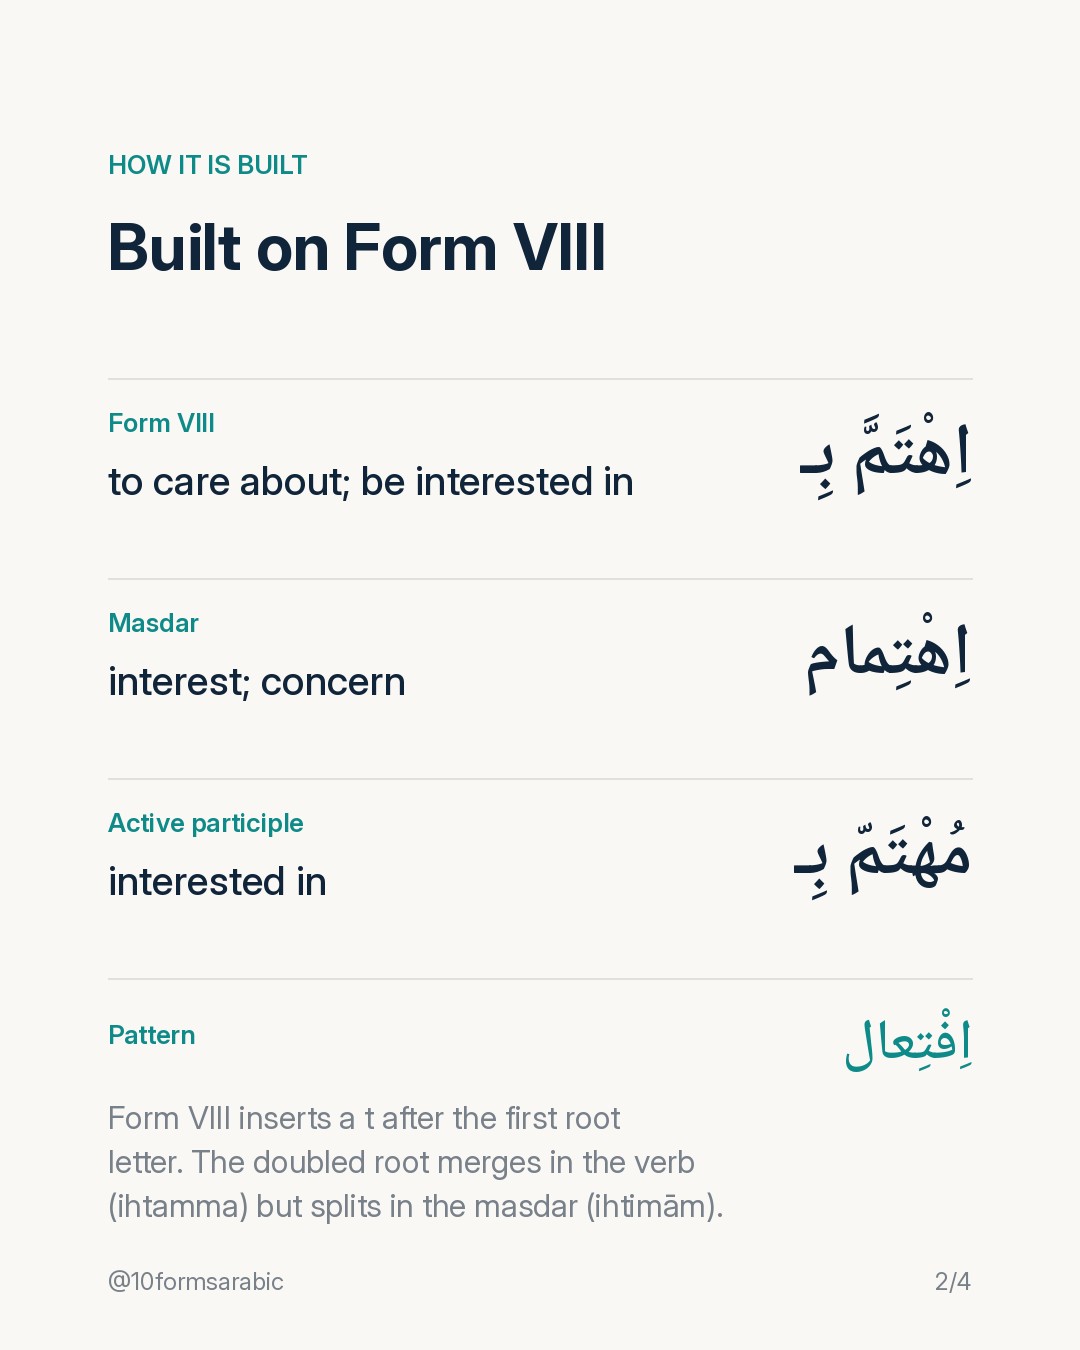 HOW IT IS BUILT
Built on Form VIII
Form VIII
to care about; be interested in
اِهْتَمَّ بِـ
Masdar
interest; concern
اِهْتِمام
Active participle
interested in
مُهْتَمّ بِـ
Pattern
اِفْتِعال
Form VIII inserts a t after the first root
letter. The doubled root merges in the verb
(ihtamma) but splits in the masdar (ihtimām).
@10formsarabic
2/4